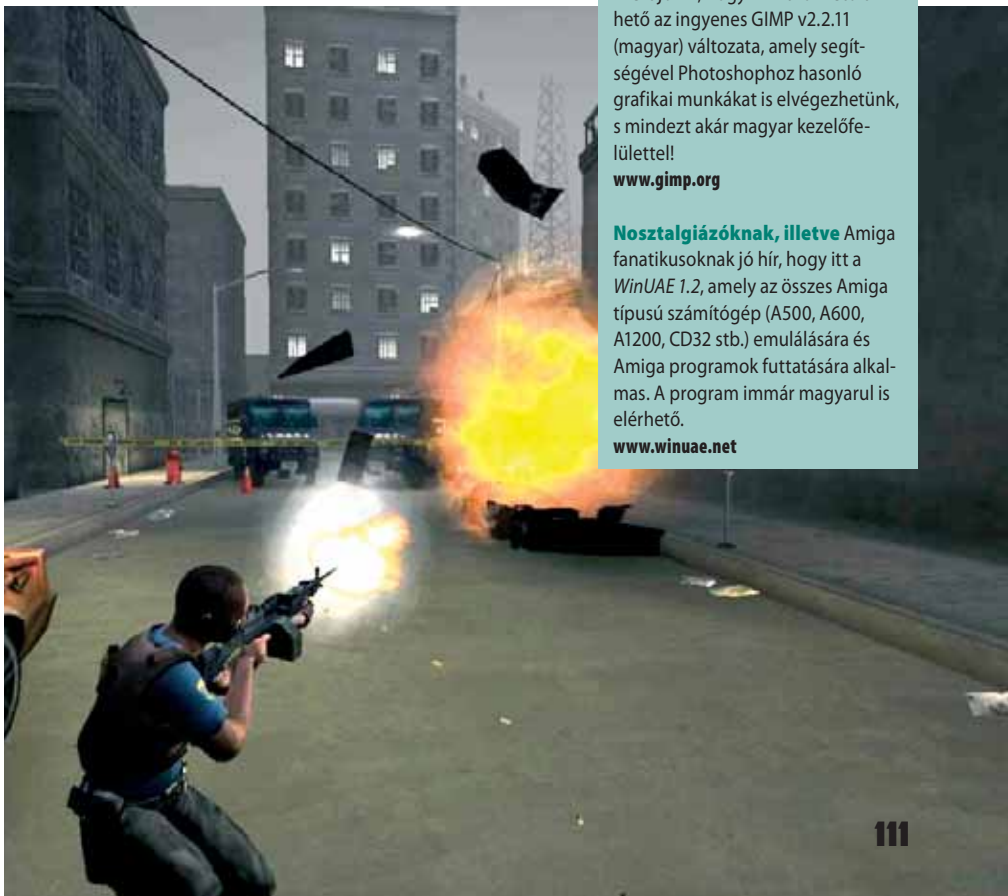 hető az ingyenes GIMP v2.2.11
(magyar) változata, amely segít-
ségével Photoshophoz hasonló
grafikai munkákat is elvégezhetünk,
s mindezt akár magyar kezelőfe-
lülettel!
www.gimp.org
Nosztalgiázóknak, illetve Amiga
fanatikusoknak jó hír, hogy itt a
WinUAE 1.2, amely az összes Amiga
típusú számítógép (A500, A600,
A1200, CD32 stb.) emulálására és
Amiga programok futtatására alkal-
mas. A program immár magyarul is
elérhető.
www.winuae.net
111